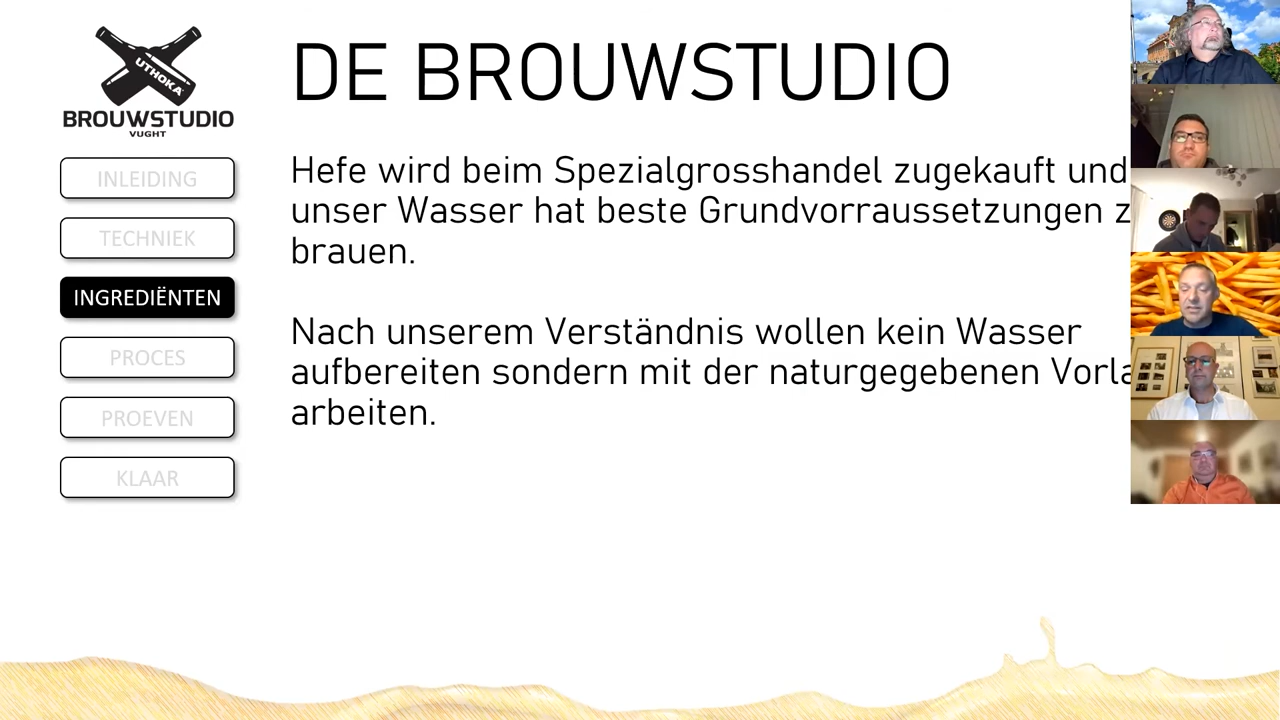 UTHOKA
BROUWSTUDIO
VUGHT
DE BROUWSTUDIO
INLEIDING
TECHNIEK
INGREDIËNTEN
PROCES
PROEVEN
KLAAR
Hefe wird beim Spezialgrosshandel zugekauft und
unser Wasser hat beste Grundvorraussetzungen
brauen.
Nach unserem Verständnis wollen kein Wasser
aufbereiten sondern mit der naturgegebenen
arbeiten.